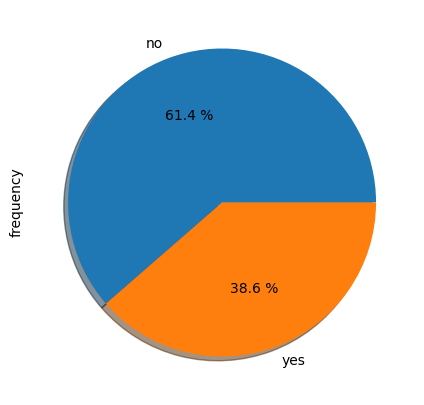 no
61.4 %
frequency
38.6 %
yes